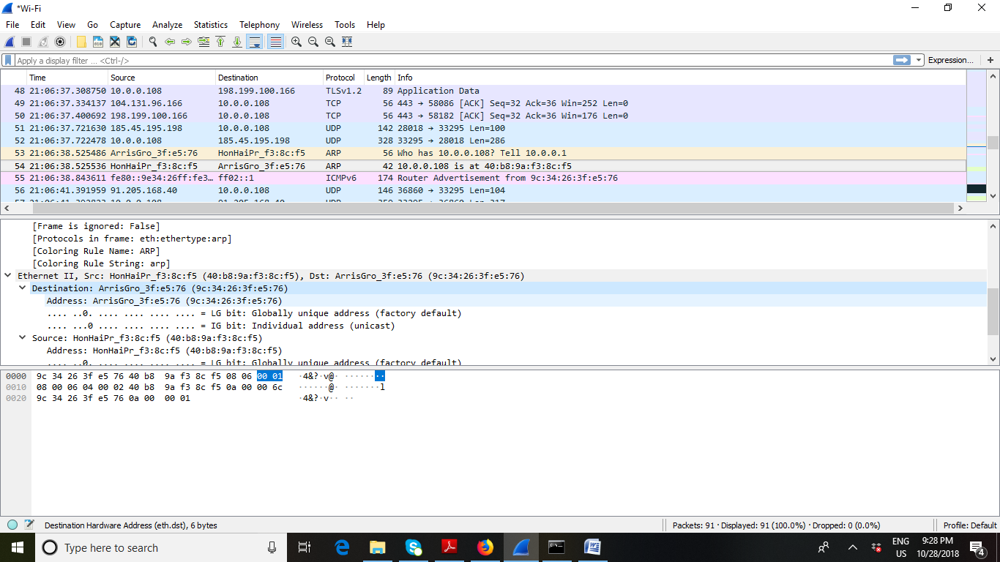 *Wi-Fi
File Edit View Go Capture Analyze Statistics Telephony Wireless Tools Help
Apply a display filter ... <Ctrl-/> Expression... +
Time Source Destination Protocol Length Info
48 21:06:37.308750 10.0.0.108 198.199.100.166 TLSv1.2 89 Application Data
49 21:06:37.334137 104.131.96.166 10.0.0.108 TCP 56 443 → 58086 [ACK] Seq=32 Ack=36 Win=252 Len=0
50 21:06:37.400692 198.199.100.166 10.0.0.108 TCP 56 443 → 58182 [ACK] Seq=32 Ack=36 Win=176 Len=0
51 21:06:37.721630 185.45.195.198 10.0.0.108 UDP 142 28018 → 33295 Len=100
52 21:06:37.722478 10.0.0.108 185.45.195.198 UDP 328 33295 → 28018 Len=286
53 21:06:38.525486 ArrisGro_3f:e5:76 HonHaiPr_f3:8c:f5 ARP 56 Who has 10.0.0.108? Tell 10.0.0.1
54 21:06:38.525536 HonHaiPr_f3:8c:f5 ArrisGro_3f:e5:76 ARP 42 10.0.0.108 is at 40:b8:9a:f3:8c:f5
55 21:06:38.843611 fe80::9e34:26ff:fe3… ff02::1 ICMPv6 174 Router Advertisement from 9c:34:26:3f:e5:76
56 21:06:41.391959 91.205.168.40 10.0.0.108 UDP 146 36860 → 33295 Len=104
57 21:06:41.392823 10.0.0.108 91.205.168.40 UDP 359 33295 → 36860 Len=317
[Frame is ignored: False]
[Protocols in frame: eth:ethertype:arp]
[Coloring Rule Name: ARP]
[Coloring Rule String: arp]
Ethernet II, Src: HonHaiPr_f3:8c:f5 (40:b8:9a:f3:8c:f5), Dst: ArrisGro_3f:e5:76 (9c:34:26:3f:e5:76)
Destination: ArrisGro_3f:e5:76 (9c:34:26:3f:e5:76)
Address: ArrisGro_3f:e5:76 (9c:34:26:3f:e5:76)
.... ..0. .... .... .... .... = LG bit: Globally unique address (factory default)
.... ...0 .... .... .... .... = IG bit: Individual address (unicast)
Source: HonHaiPr_f3:8c:f5 (40:b8:9a:f3:8c:f5)
Address: HonHaiPr_f3:8c:f5 (40:b8:9a:f3:8c:f5)
.... ..0. .... .... .... .... = LG bit: Globally unique address (factory default)
0000 9c 34 26 3f e5 76 40 b8 9a f3 8c f5 08 06 00 01 ·4&?·v@· ········
0010 08 00 06 04 00 02 40 b8 9a f3 8c f5 0a 00 00 6c ······@· ·······l
0020 9c 34 26 3f e5 76 0a 00 00 01 ·4&?·v·· ··
Destination Hardware Address (eth.dst), 6 bytes Packets: 91 · Displayed: 91 (100.0%) · Dropped: 0 (0.0%) Profile: Default
Type here to search ENG US 9:28 PM 10/28/2018 4